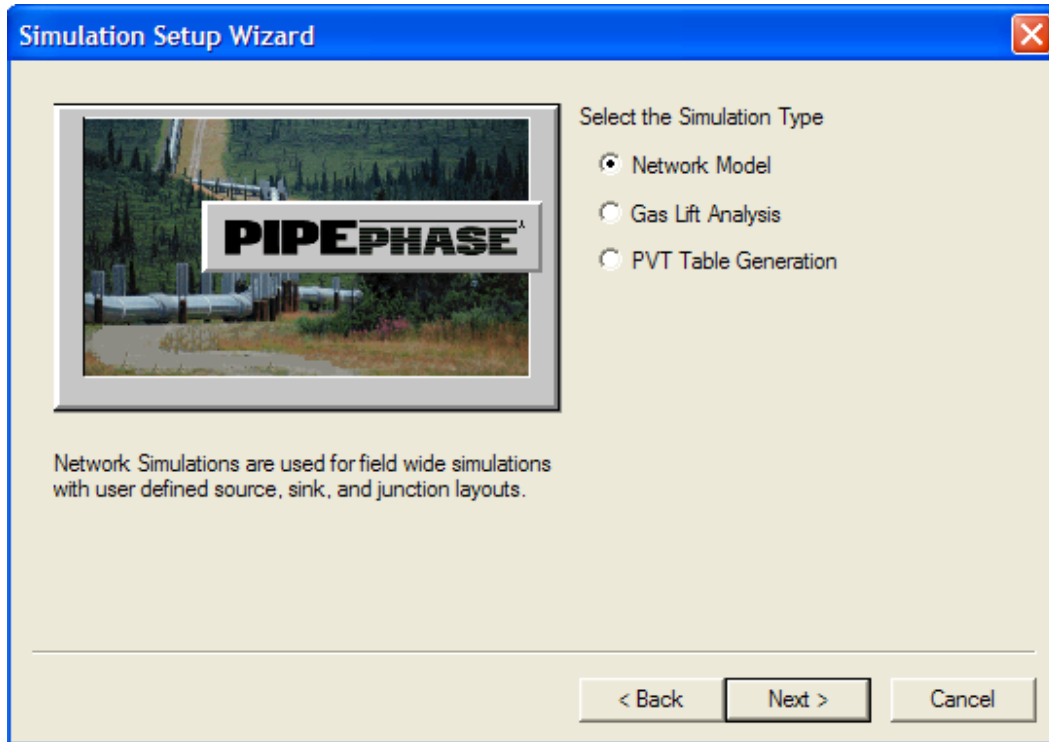 Simulation Setup Wizard
PIPEPHASE
Select the Simulation Type
Network Model
Gas Lift Analysis
PVT Table Generation
Network Simulations are used for field wide simulations
with user defined source, sink, and junction layouts.
< Back
Next >
Cancel